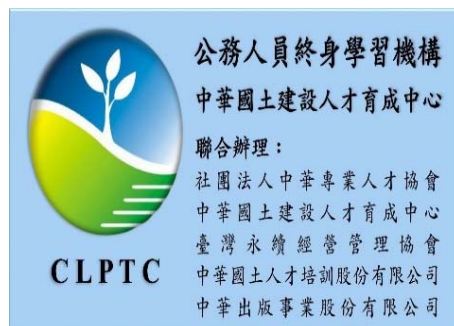 公務人員終身學習機構
中華國土建設人才育成中心
聯合辦理：
社團法人中華專業人才協會
中華國土建設人才育成中心
臺灣永續經營管理協會
中華國土人才培訓股份有限公司
中華出版事業股份有限公司
CLPTC